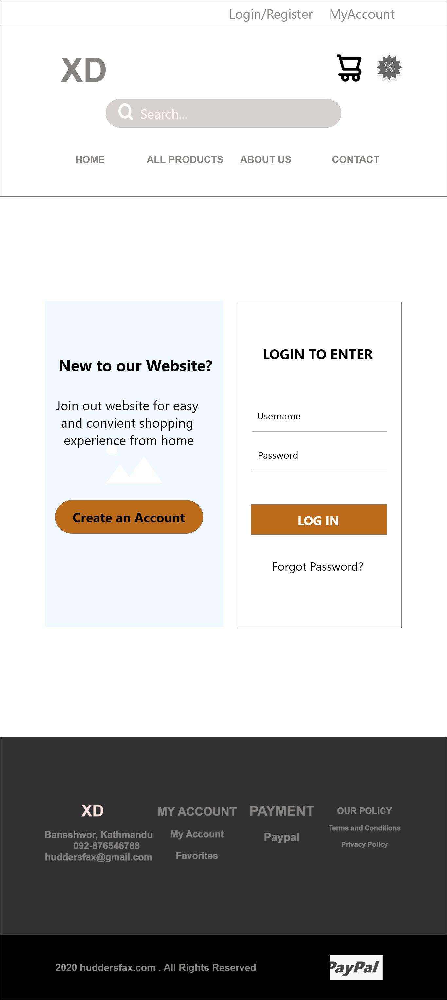 Login/Register MyAccount
XD
%
Search...
HOME ALL PRODUCTS ABOUT US CONTACT
New to our Website?
Join out website for easy
and convient shopping
experience from home
Create an Account
LOGIN TO ENTER
Username
Password
LOG IN
Forgot Password?
XD
Baneshwor, Kathmandu
092-876546788
huddersfax@gmail.com
MY ACCOUNT
My Account
Favorites
PAYMENT
Paypal
OUR POLICY
Terms and Conditions
Privacy Policy
2020 huddersfax.com . All Rights Reserved
PayPal